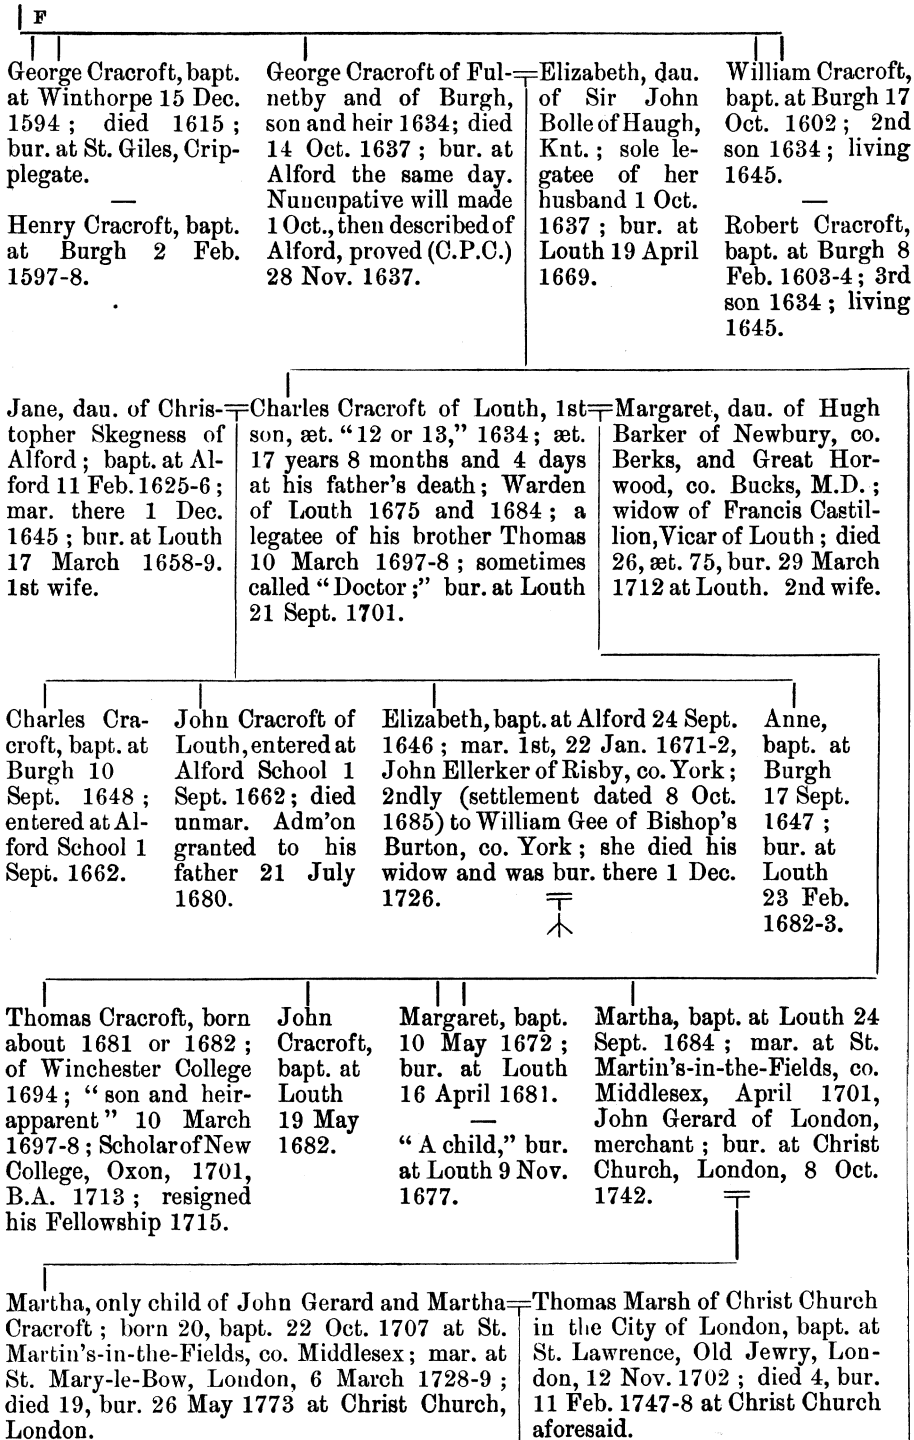 F
George Cracroft, bapt.
at Winthorpe 15 Dec.
1594 ; died 1615 ;
bur. at St. Giles, Crip-
plegate.
—
Henry Cracroft, bapt.
at Burgh 2 Feb.
1597-8.
George Cracroft of Ful-
netby and of Burgh,
son and heir 1634; died
14 Oct. 1637 ; bur. at
Alford the same day.
Nuncupative will made
1 Oct., then described of
Alford, proved (C.P.C.)
28 Nov. 1637.
Elizabeth, dau.
of Sir John
Bolle of Haugh,
Knt. ; sole le-
gatee of her
husband 1 Oct.
1637 ; bur. at
Louth 19 April
1669.
William Cracroft,
bapt. at Burgh 17
Oct. 1602 ; 2nd
son 1634 ; living
1645.
—
Robert Cracroft,
bapt. at Burgh 8
Feb. 1603-4 ; 3rd
son 1634 ; living
1645.
Jane, dau. of Chris-
topher Skegness of
Alford ; bapt. at Al-
ford 11 Feb. 1625-6 ;
mar. there 1 Dec.
1645 ; bur. at Louth
17 March 1658-9.
1st wife.
Charles Cracroft of Louth, 1st
son, æt. “12 or 13,” 1634 ; æt.
17 years 8 months and 4 days
at his father's death ; Warden
of Louth 1675 and 1684 ; a
legatee of his brother Thomas
10 March 1697-8 ; sometimes
called “Doctor ;” bur. at Louth
21 Sept. 1701.
Margaret, dau. of Hugh
Barker of Newbury, co.
Berks, and Great Hor-
wood, co. Bucks, M.D. ;
widow of Francis Castil-
lion, Vicar of Louth ; died
26, æt. 75, bur. 29 March
1712 at Louth. 2nd wife.
Charles Cra-
croft, bapt. at
Burgh 10
Sept. 1648 ;
entered at Al-
ford School 1
Sept. 1662.
John Cracroft of
Louth, entered at
Alford School 1
Sept. 1662 ; died
unmar. Adm'on
granted to his
father 21 July
1680.
Elizabeth, bapt. at Alford 24 Sept.
1646 ; mar. 1st, 22 Jan. 1671-2,
John Ellerker of Risby, co. York ;
2ndly (settlement dated 8 Oct.
1685) to William Gee of Bishop's
Burton, co. York ; she died his
widow and was bur. there 1 Dec.
1726.
Anne,
bapt. at
Burgh
17 Sept.
1647 ;
bur. at
Louth
23 Feb.
1682-3.
Thomas Cracroft, born
about 1681 or 1682 ;
of Winchester College
1694 ; “son and heir-
apparent” 10 March
1697-8 ; Scholar of New
College, Oxon, 1701,
B.A. 1713 ; resigned
his Fellowship 1715.
John
Cracroft,
bapt. at
Louth
19 May
1682.
Margaret, bapt.
10 May 1672 ;
bur. at Louth
16 April 1681.
—
“A child,” bur.
at Louth 9 Nov.
1677.
Martha, bapt. at Louth 24
Sept. 1684 ; mar. at St.
Martin's-in-the-Fields, co.
Middlesex, April 1701,
John Gerard of London,
merchant ; bur. at Christ
Church, London, 8 Oct.
1742.
Martha, only child of John Gerard and Martha
Cracroft ; born 20, bapt. 22 Oct. 1707 at St.
Martin's-in-the-Fields, co. Middlesex ; mar. at
St. Mary-le-Bow, London, 6 March 1728-9 ;
died 19, bur. 26 May 1773 at Christ Church,
London.
Thomas Marsh of Christ Church
in the City of London, bapt. at
St. Lawrence, Old Jewry, Lon-
don, 12 Nov. 1702 ; died 4, bur.
11 Feb. 1747-8 at Christ Church
aforesaid.